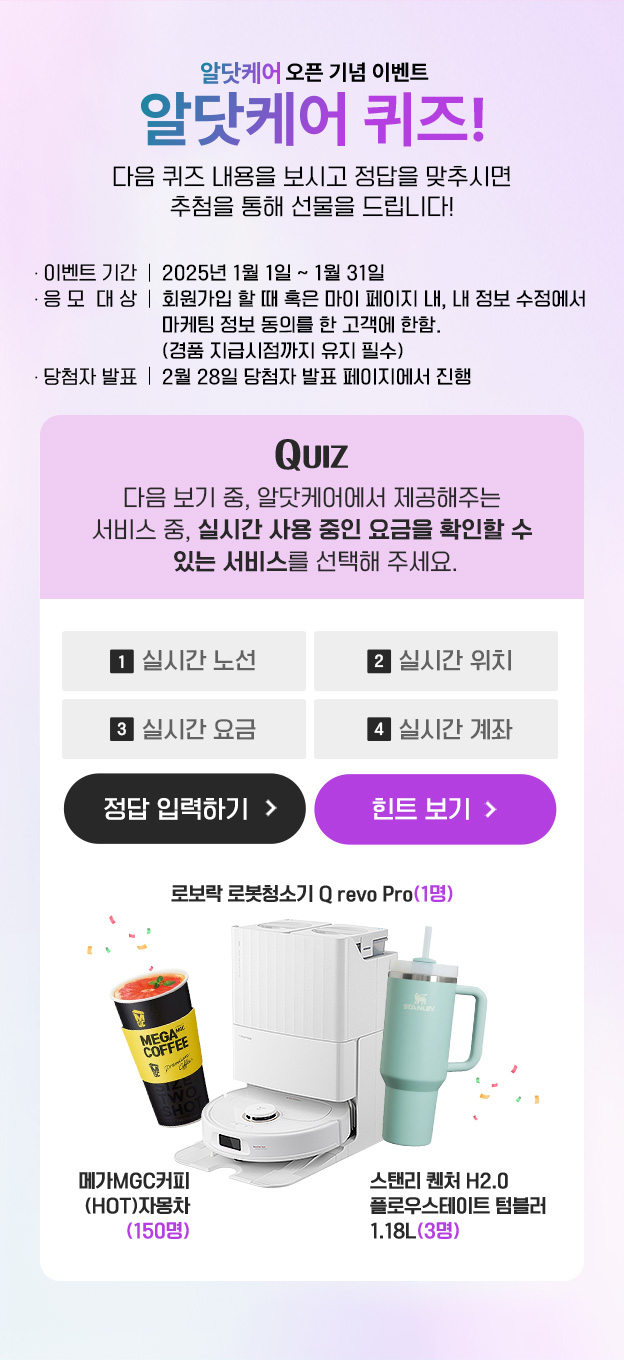 알닷케어 오픈 기념 이벤트
알닷케어 퀴즈!
다음 퀴즈 내용을 보시고 정답을 맞추시면
추첨을 통해 선물을 드립니다!
· 이벤트 기간 | 2025년 1월 1일 ~ 1월 31일
· 응 모 대 상 | 회원가입 할 때 혹은 마이 페이지 내, 내 정보 수정에서
마케팅 정보 동의를 한 고객에 한함.
(경품 지급시점까지 유지 필수)
· 당첨자 발표 | 2월 28일 당첨자 발표 페이지에서 진행
QUIZ
다음 보기 중, 알닷케어에서 제공해주는
서비스 중, 실시간 사용 중인 요금을 확인할 수
있는 서비스를 선택해 주세요.
1 실시간 노선
2 실시간 위치
3 실시간 요금
4 실시간 계좌
정답 입력하기 >
힌트 보기 >
로보락 로봇청소기 Q revo Pro(1명)
MGC
MEGA MGC
COFFEE
Premium
Coffee
SIZE
TWO
SHOT
STANLEY
메가MGC커피
(HOT)자몽차
(150명)
스탠리 퀜처 H2.0
플로우스테이트 텀블러
1.18L(3명)